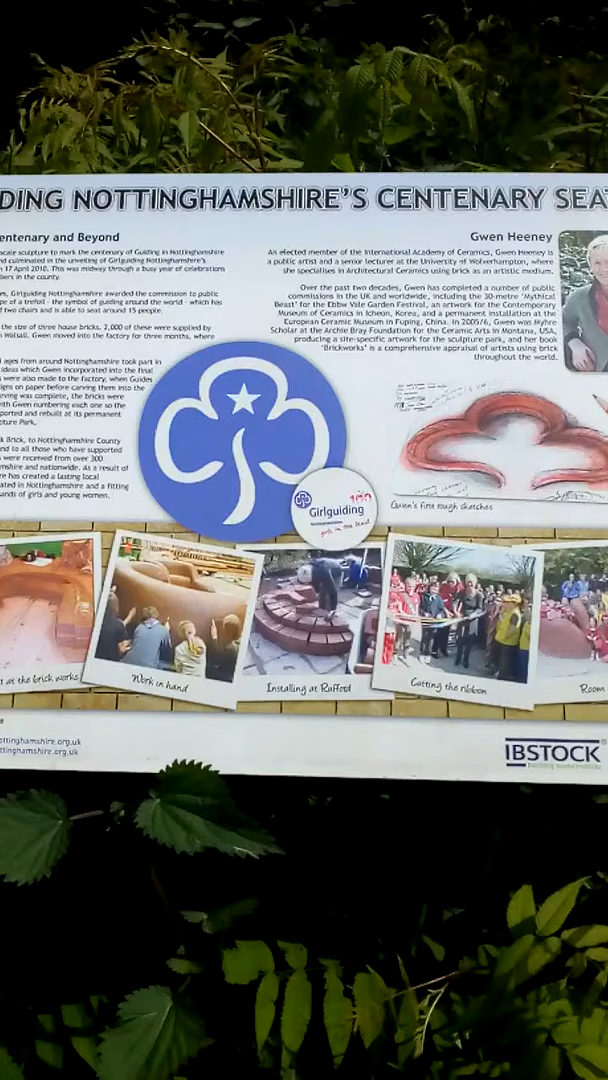 DING NOTTINGHAMSHIRE'S CENTENARY SEA
entenary and Beyond
scale sculpture to mark the centenary of Guiding in Nottinghamshire
nd culminated in the unveiling of Girlguiding Nottinghamshire's
n 17 April 2010. This was midway through a busy year of celebrations
bers in the county.
rs, Girlguiding Nottinghamshire awarded the commission to public
pe of a trefoil - the symbol of guiding around the world - which has
two chairs and is able to seat around 15 people.
the size of three house bricks. 2,000 of these were supplied by
n Walsall. Gwen moved into the factory for three months, where
l ages from around Nottinghamshire took part in
ideas which Gwen incorporated into the final
s were also made to the factory, when Guides
igns on paper before carving them into the
rving was complete, the bricks were
ith Gwen numbering each one so the
ported and rebuilt at its permanent
pture Park.
k Brick, to Nottinghamshire County
and to all those who have supported
s were received from over 300
mshire and nationwide. As a result of
re has created a lasting local
ated in Nottinghamshire and a fitting
ands of girls and young women.
Gwen Heeney
An elected member of the International Academy of Ceramics, Gwen Heeney is
a public artist and a senior lecturer at the University of Wolverhampton, where
she specialises in Architectural Ceramics using brick as an artistic medium.
Over the past two decades, Gwen has completed a number of public
commissions in the UK and worldwide, including the 30-metre 'Mythical
Beast' for the Ebbw Vale Garden Festival, an artwork for the Contemporary
Museum of Ceramics in Icheon, Korea, and a permanent installation at the
European Ceramic Museum in Fuping, China. In 2005/6, Gwen was Myhre
Scholar at the Archie Bray Foundation for the Ceramic Arts in Montana, USA,
producing a site-specific artwork for the sculpture park, and her book
'Brickworks' is a comprehensive appraisal of artists using brick
throughout the world.
Gwen's first rough sketches
100
Girlguiding
Nottinghamshire
girls in the lead
t at the brick works
Work in hand
Installing at Rufford
Cutting the ribbon
Room
ottinghamshire.org.uk
ttinghamshire.org.uk
IBSTOCK